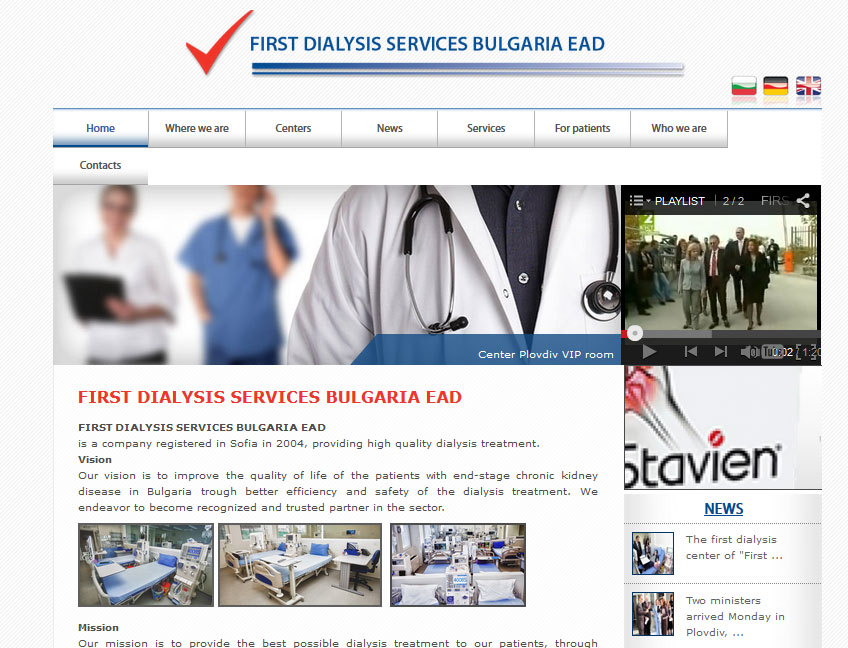 FIRST DIALYSIS SERVICES BULGARIA EAD
Home
Where we are
Centers
News
Services
For patients
Who we are
Contacts
PLAYLIST 2 / 2 FIRS
Center Plovdiv VIP room
FIRST DIALYSIS SERVICES BULGARIA EAD
FIRST DIALYSIS SERVICES BULGARIA EAD
is a company registered in Sofia in 2004, providing high quality dialysis treatment.
Vision
Our vision is to improve the quality of life of the patients with end-stage chronic kidney
disease in Bulgaria trough better efficiency and safety of the dialysis treatment. We
endeavor to become recognized and trusted partner in the sector.
Mission
Our mission is to provide the best possible dialysis treatment to our patients, through
Stavien
NEWS
The first dialysis
center of "First ...
Two ministers
arrived Monday in
Plovdiv, ...